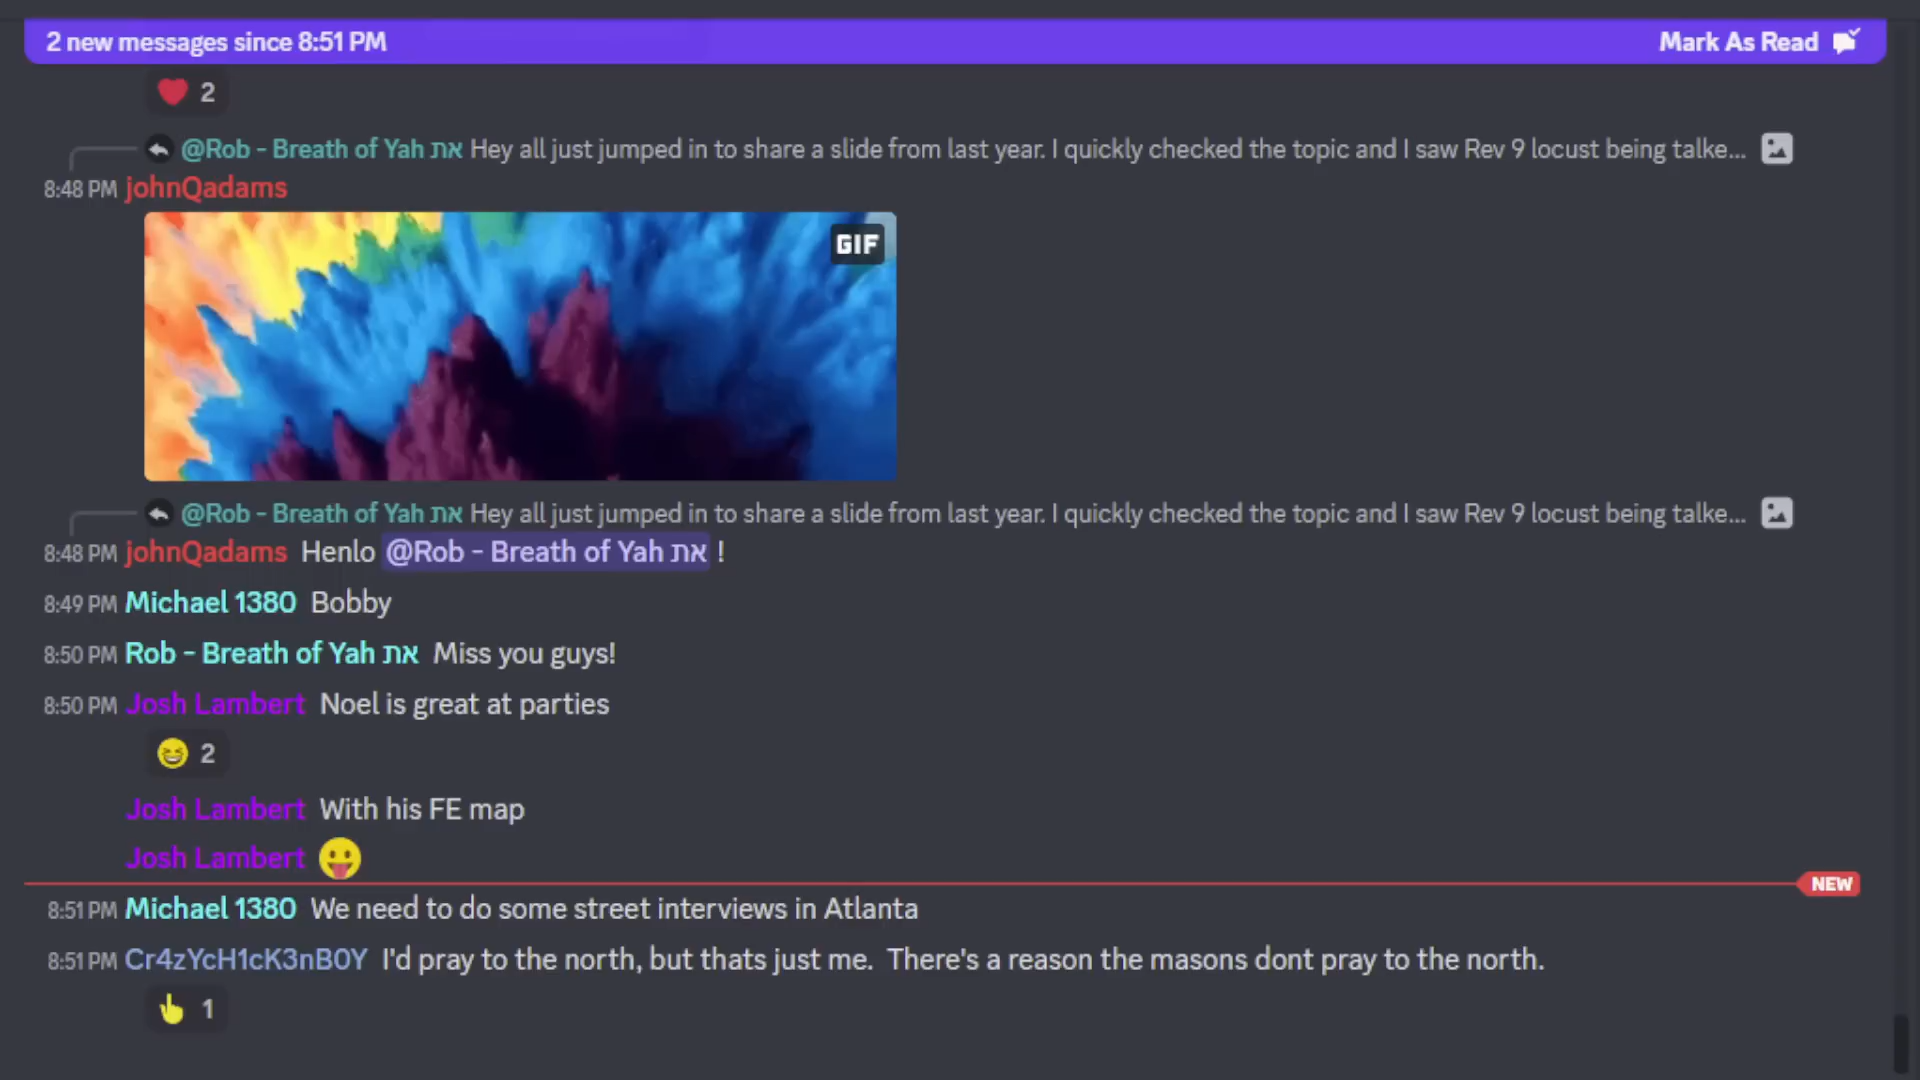 2 new messages since 8:51 PM
Mark As Read
2
@Rob - Breath of Yah את Hey all just jumped in to share a slide from last year. I quickly checked the topic and I saw Rev 9 locust being talke...
8:48 PM johnQadams
GIF
@Rob - Breath of Yah את Hey all just jumped in to share a slide from last year. I quickly checked the topic and I saw Rev 9 locust being talke...
8:48 PM johnQadams Henlo @Rob - Breath of Yah את !
8:49 PM Michael 1380 Bobby
8:50 PM Rob - Breath of Yah את Miss you guys!
8:50 PM Josh Lambert Noel is great at parties
😆 2
Josh Lambert With his FE map
Josh Lambert 😛
NEW
8:51 PM Michael 1380 We need to do some street interviews in Atlanta
8:51 PM Cr4zYcH1cK3nB0Y I'd pray to the north, but thats just me. There's a reason the masons dont pray to the north.
👆 1